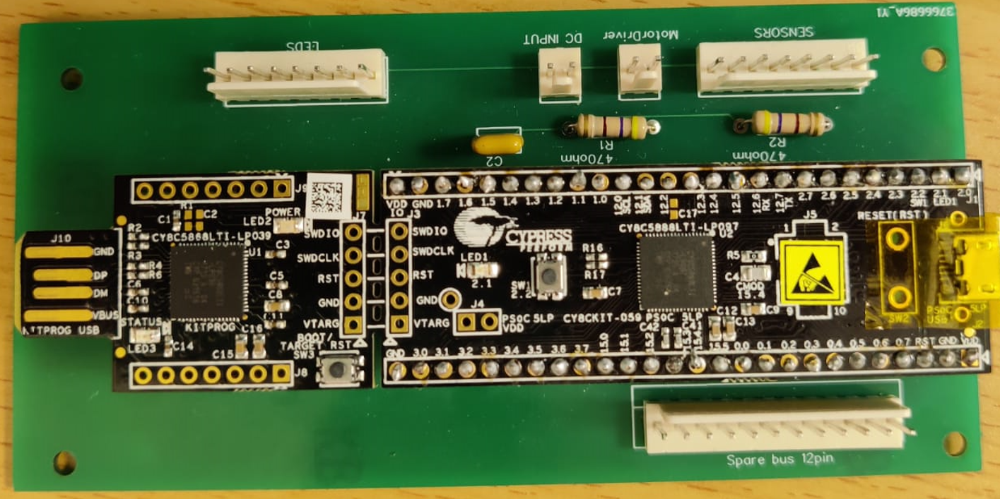 3766686A_Y1
LEDS
DC INPUT
MotorDriver
SENSORS
C2
R1
470ohm
R2
470ohm
J10
GND
DP
DM
VBUS
KITPROG USB
R1
C1
C2
POWER
LED2
R2
CY8C5868LTI-LP039
U1
R3
R4
R6
C3
C5
C6
C8
C10
C11
KITPROG
STATUS
LED3
C14
C16
C15
BOOT/
TARGET RST
SW3
J8
J9
J7
SWDIO
SWDCLK
RST
GND
VTARG
VDD GND 1.7 1.6 1.5 1.4 1.3 1.2 1.1 1.0 12.0 12.1 12.2 12.3 12.4 12.5 12.6 12.7 2.7 2.6 2.5 2.4 2.3 2.2 2.1 2.0
IO
SCL SDA RX TX SW1 LED1
J1
J3
SWDIO
SWDCLK
RST
GND
VTARG
CYPRESS
PERFORM
LED1
2.1
SW1
2.2
R16
R17
C7
J4
PSoC 5LP
VDD
CY8CKIT-059 PSoC 5LP
C17
CY8C5888LTI-LP097
U2
J5
1 2
9 10
R5
C4
CMOD
15.4
C12
C9
C13
C42
RESET(RST)
SW2
PSoC 5LP
USB
J2
GND 3.0 3.1 3.2 3.3 3.4 3.5 3.6 3.7 15.0 15.1 15.2 15.3 15.4 15.5 0.0 0.1 0.2 0.3 0.4 0.5 0.6 0.7 RST GND VDD
Spare bus 12pin